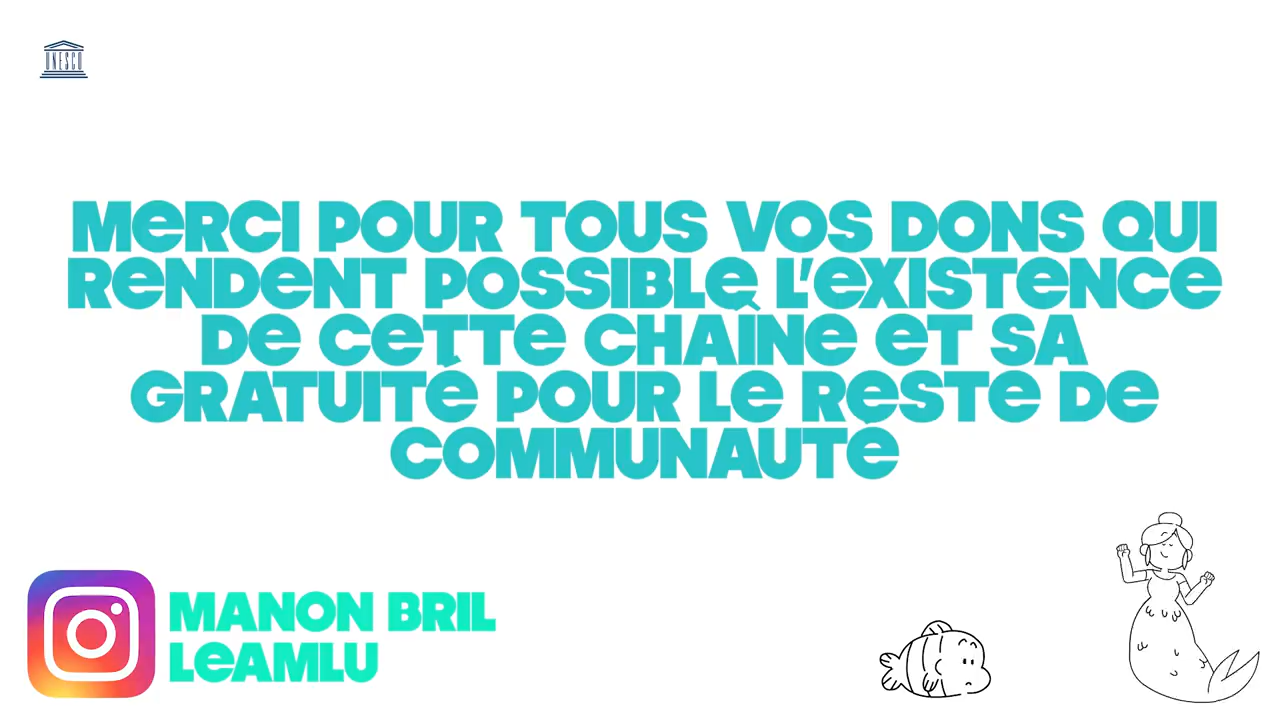 UNESCO
MERCI POUR TOUS VOS DONS QUI
RENDENT POSSIBLE L'EXISTENCE
DE CETTE CHAÎNE ET SA
GRATUITÉ POUR LE RESTE DE
COMMUNAUTÉ
MANON BRIL
LEAMLU